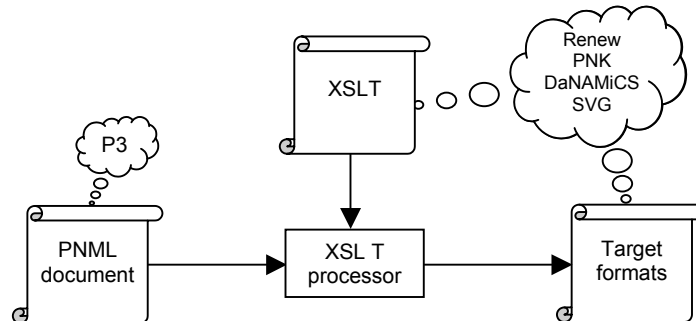 Renew
PNK
DaNAMiCS
SVG
XSLT
P3
PNML
document
XSL T
processor
Target
formats